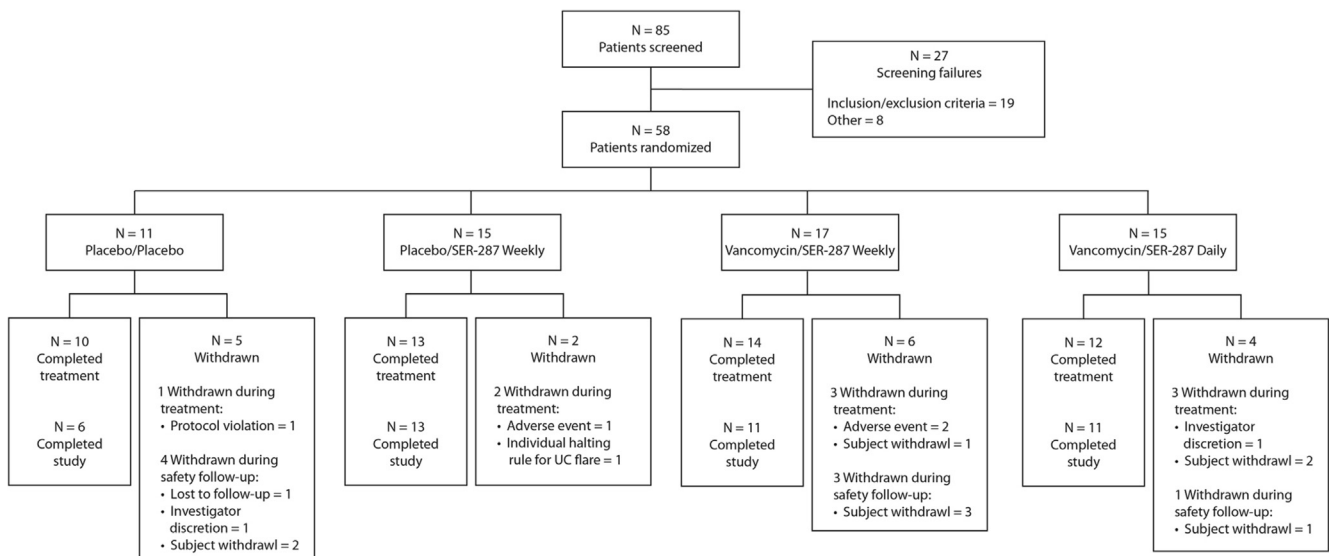 N = 85
Patients screened
N = 27
Screening failures
Inclusion/exclusion criteria = 19
Other = 8
N = 58
Patients randomized
N = 11
Placebo/Placebo
N = 15
Placebo/SER-287 Weekly
N = 17
Vancomycin/SER-287 Weekly
N = 15
Vancomycin/SER-287 Daily
N = 10
Completed
treatment
N = 6
Completed
study
N = 5
Withdrawn
1 Withdrawn during
treatment:
• Protocol violation = 1
4 Withdrawn during
safety follow-up:
• Lost to follow-up = 1
• Investigator
discretion = 1
• Subject withdrawl = 2
N = 13
Completed
treatment
N = 13
Completed
study
N = 2
Withdrawn
2 Withdrawn during
treatment:
• Adverse event = 1
• Individual halting
rule for UC flare = 1
N = 14
Completed
treatment
N = 11
Completed
study
N = 6
Withdrawn
3 Withdrawn during
treatment:
• Adverse event = 2
• Subject withdrawl = 1
3 Withdrawn during
safety follow-up:
• Subject withdrawl = 3
N = 12
Completed
treatment
N = 11
Completed
study
N = 4
Withdrawn
3 Withdrawn during
treatment:
• Investigator
discretion = 1
• Subject withdrawl = 2
1 Withdrawn during
safety follow-up:
• Subject withdrawl = 1